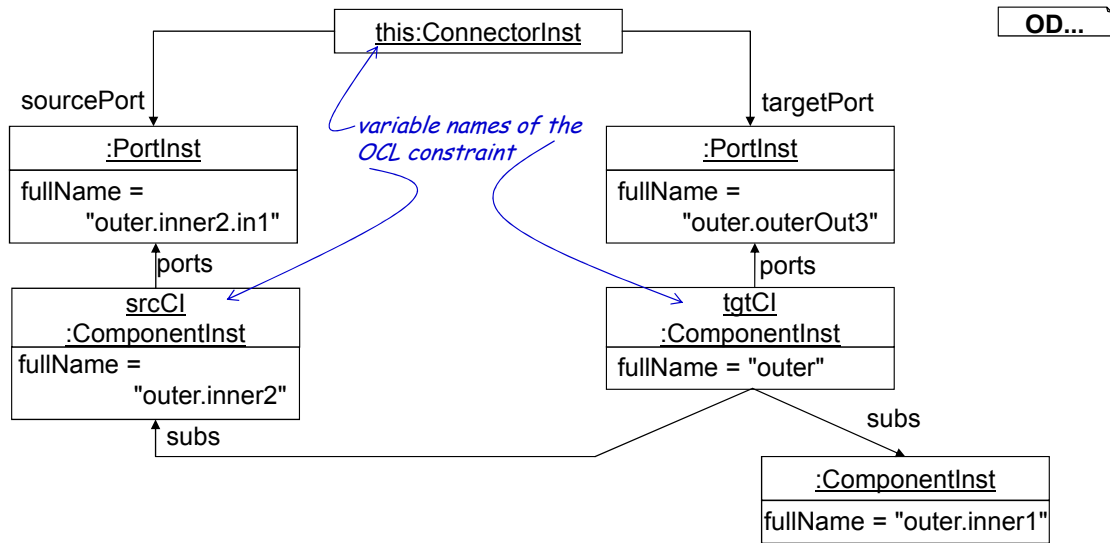 this:ConnectorInst
OD...
sourcePort
targetPort
variable names of the
OCL constraint
:PortInst
fullName =
"outer.inner2.in1"
:PortInst
fullName =
"outer.outerOut3"
ports
ports
srcCI
:ComponentInst
fullName =
"outer.inner2"
tgtCI
:ComponentInst
fullName = "outer"
subs
subs
:ComponentInst
fullName = "outer.inner1"